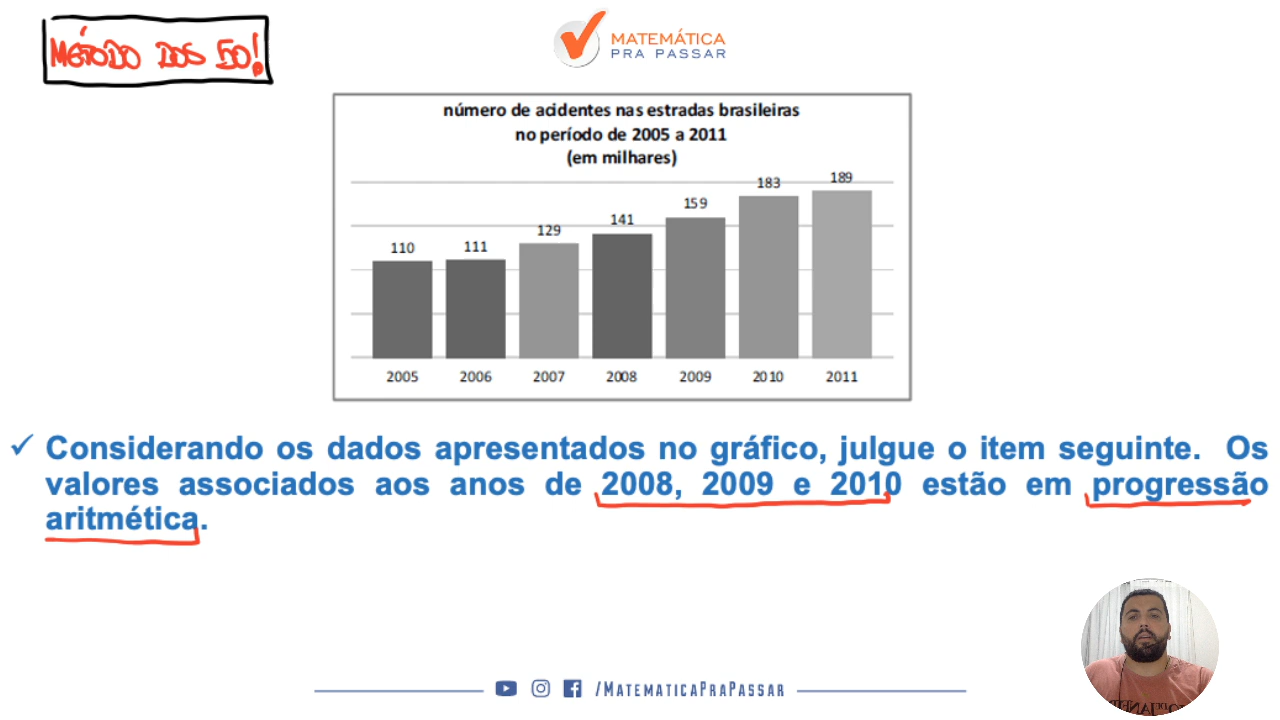 MÉTODO DOS 50!
MATEMÁTICA
PRA PASSAR
número de acidentes nas estradas brasileiras
no período de 2005 a 2011
(em milhares)
110 111 129 141 159 183 189
2005 2006 2007 2008 2009 2010 2011
✓ Considerando os dados apresentados no gráfico, julgue o item seguinte. Os
valores associados aos anos de 2008, 2009 e 2010 estão em progressão
aritmética.
/MATEMATICAPRAPASSAR